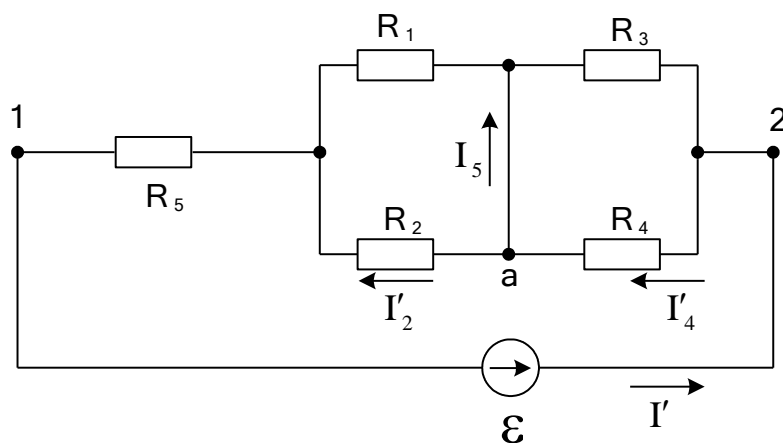 R₁ R₃
1 2
I₅
R₅
R₂ R₄
a
I′₂ I′₄
I′
ε